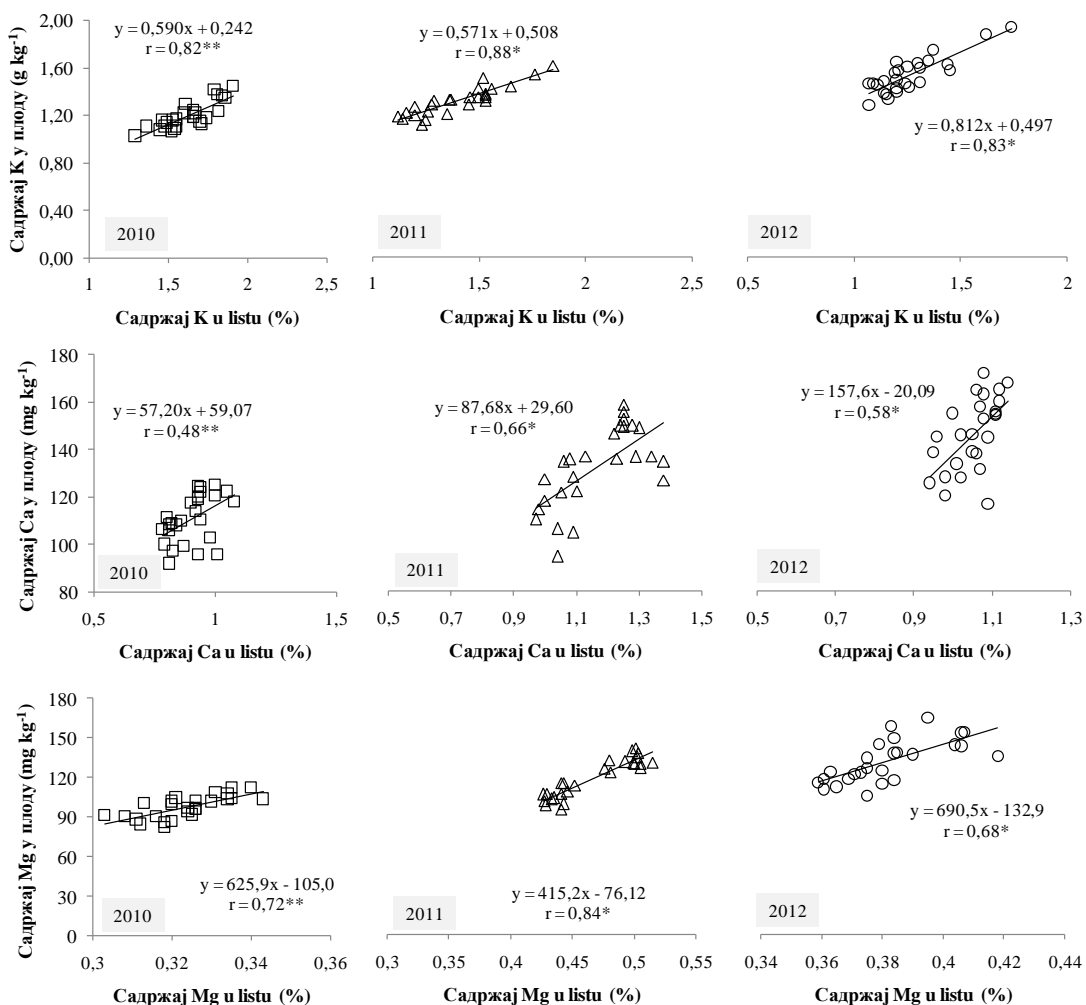 y = 0,590x + 0,242
r = 0,82**
y = 0,571x + 0,508
r = 0,88*
y = 0,812x + 0,497
r = 0,83*
Садржај K у плоду (g kg-1)
2,00
1,60
1,20
0,80
0,40
0,00
2010
2011
2012
1 1,5 2 2,5
1 1,5 2 2,5
0,5 1 1,5 2
Садржај K u listu (%)
Садржај K u listu (%)
Садржај K u listu (%)
y = 57,20x + 59,07
r = 0,48**
y = 87,68x + 29,60
r = 0,66*
y = 157,6x - 20,09
r = 0,58*
Садржај Ca у плоду (mg kg-1)
180
160
140
120
100
80
2010
2011
2012
0,5 1 1,5
0,5 0,7 0,9 1,1 1,3 1,5
0,5 0,7 0,9 1,1 1,3
Садржај Ca u listu (%)
Садржај Ca u listu (%)
Садржај Ca u listu (%)
Садржај Mg у плоду (mg kg-1)
180
150
120
90
60
30
0
y = 625,9x - 105,0
r = 0,72**
y = 415,2x - 76,12
r = 0,84*
y = 690,5x - 132,9
r = 0,68*
2010
2011
2012
0,3 0,32 0,34 0,36
0,3 0,35 0,4 0,45 0,5 0,55
0,34 0,36 0,38 0,4 0,42 0,44
Садржај Mg u listu (%)
Садржај Mg u listu (%)
Садржај Mg u listu (%)